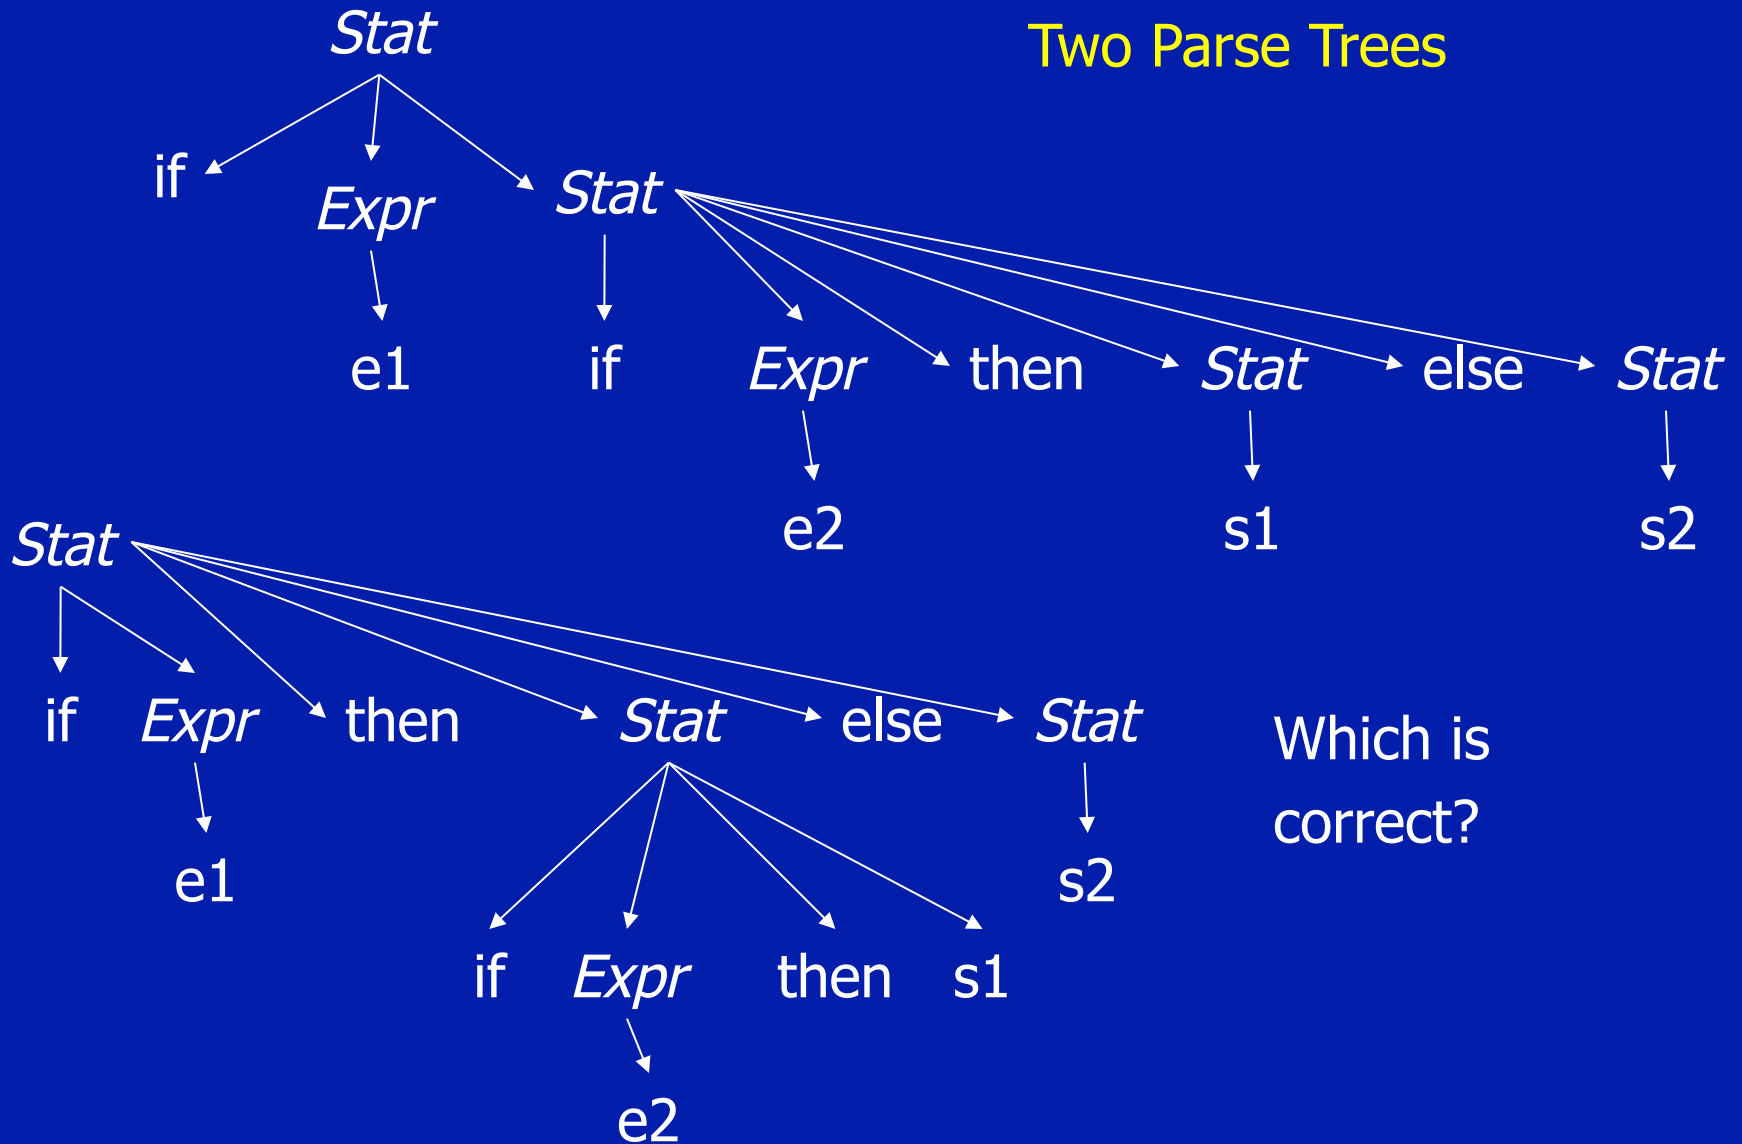 Two Parse Trees
Stat
if Expr Stat
e1 if Expr then Stat else Stat
e2 s1 s2
Stat
if Expr then Stat else Stat
e1 s2
if Expr then s1
e2
Which is
correct?